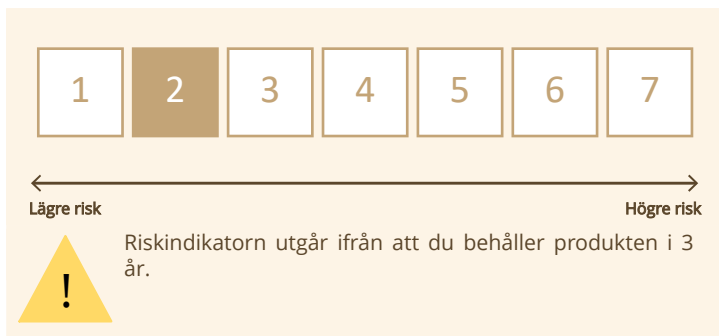 1 2 3 4 5 6 7
Lägre risk Högre risk
Riskindikatorn utgår ifrån att du behåller produkten i 3
år.
!